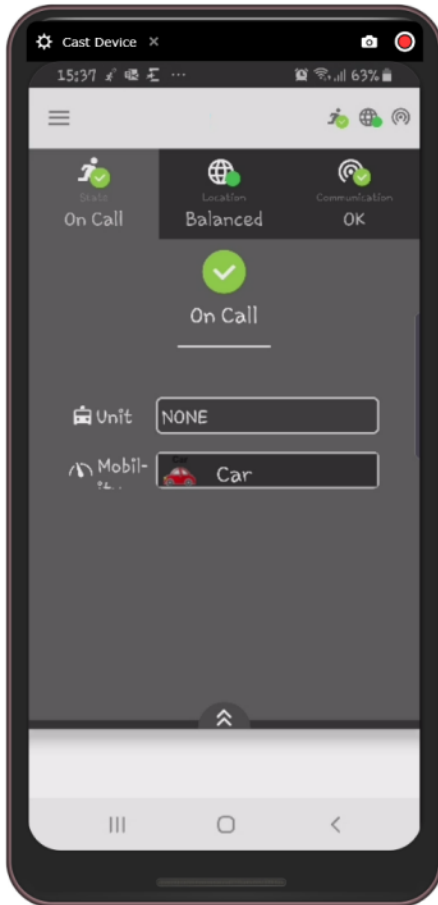 Cast Device
15:37 ... 63%
State Location Communication
On Call Balanced OK
On Call
Unit NONE
Mobil-
Car
Car